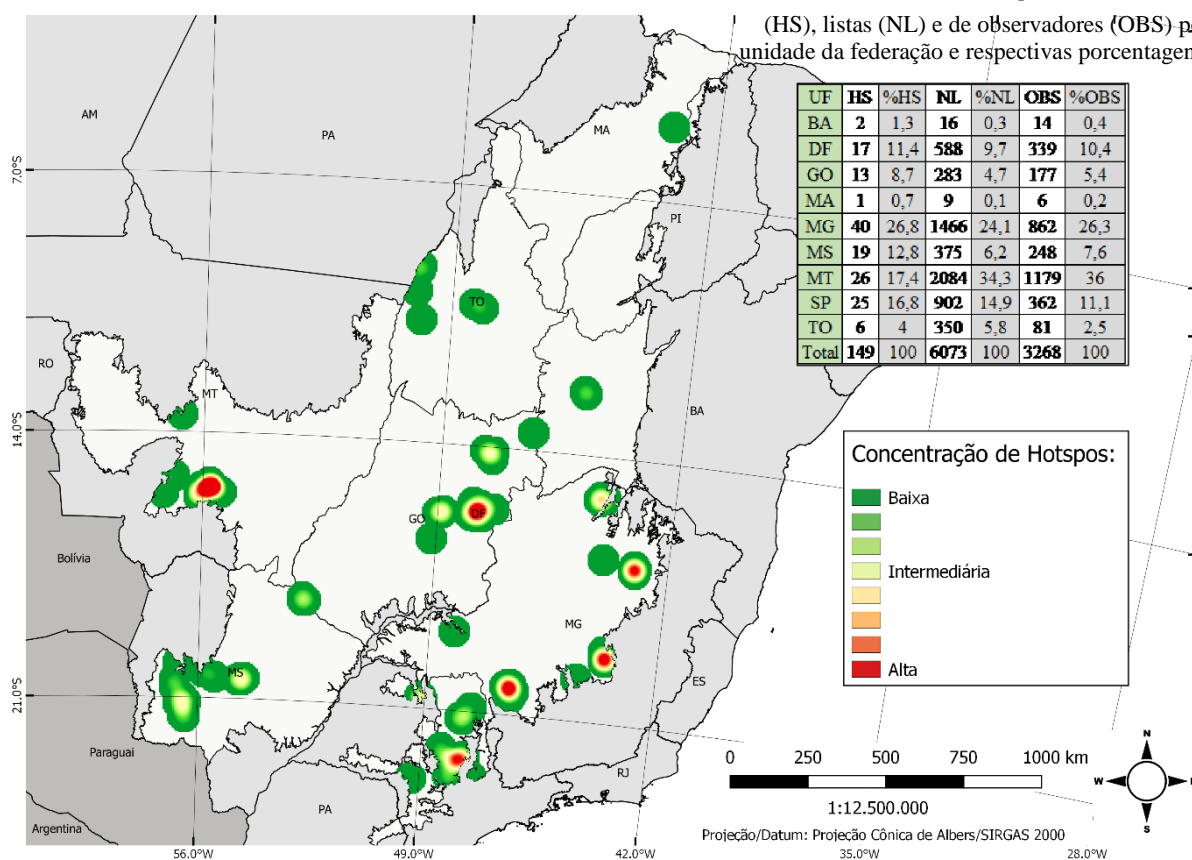 (HS), listas (NL) e de observadores (OBS)
unidade da federação e respectivas porcentagen
UF HS %HS NL %NL OBS %OBS
BA 2 1,3 16 0,3 14 0,4
DF 17 11,4 588 9,7 339 10,4
GO 13 8,7 283 4,7 177 5,4
MA 1 0,7 9 0,1 6 0,2
MG 40 26,8 1466 24,1 862 26,3
MS 19 12,8 375 6,2 248 7,6
MT 26 17,4 2084 34,3 1179 36
SP 25 16,8 902 14,9 362 11,1
TO 6 4 350 5,8 81 2,5
Total 149 100 6073 100 3268 100
AM
PA
MA
PI
TO
RO
MT
BA
GO
DF
Bolívia
MG
MS
ES
SP
Paraguai
PA
RJ
Argentina
7.0°S
14.0°S
21.0°S
Concentração de Hotspos:
Baixa
Intermediária
Alta
0 250 500 750 1000 km
1:12.500.000
Projeção/Datum: Projeção Cônica de Albers/SIRGAS 2000
N
W
S
56.0°W 49.0°W 42.0°W 35.0°W 28.0°W